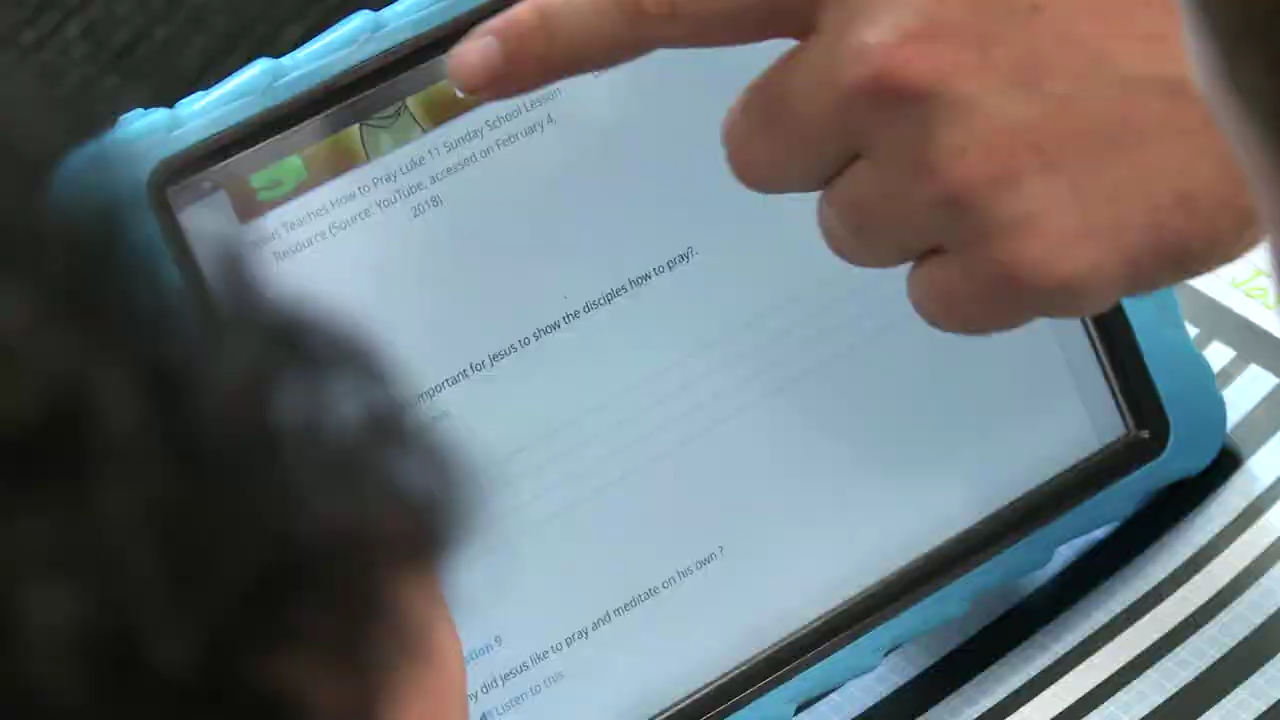 Teaches How to Pray Luke 11 Sunday School Lesson
Resource (Source: YouTube, accessed on February 4,
2018)
mportant for Jesus to show the disciples how to pray?.
stion 9
hy did Jesus like to pray and meditate on his own ?
Listen to this